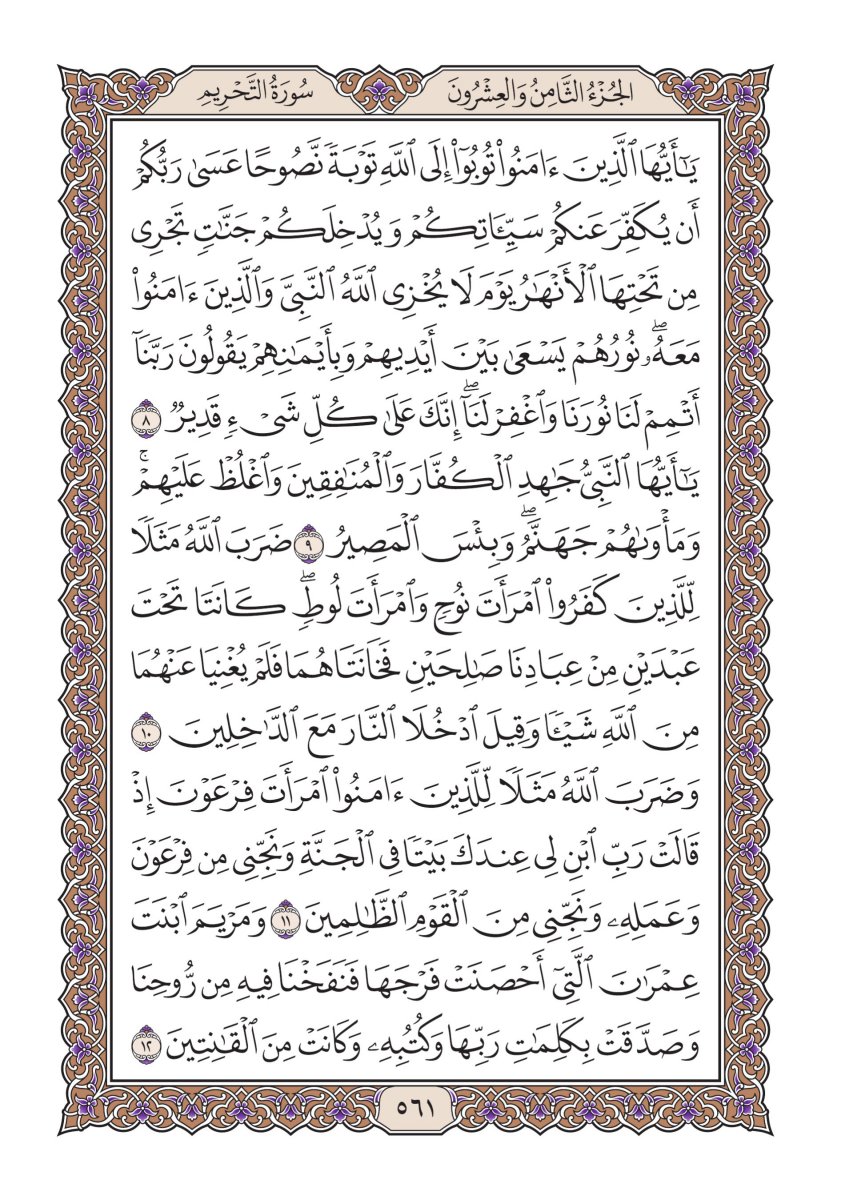 الجُزْءُ الثَّامِنُ وَالعِشْرُونَ
سُورَةُ التَّحْرِيمِ
يَـٰٓأَيُّهَا ٱلَّذِينَ ءَامَنُوا۟ تُوبُوٓا۟ إِلَى ٱللَّهِ تَوْبَةً نَّصُوحًا عَسَىٰ رَبُّكُمْ
أَن يُكَفِّرَ عَنكُمْ سَيِّـَٔاتِكُمْ وَيُدْخِلَكُمْ جَنَّـٰتٍ تَجْرِى
مِن تَحْتِهَا ٱلْأَنْهَـٰرُ يَوْمَ لَا يُخْزِى ٱللَّهُ ٱلنَّبِىَّ وَٱلَّذِينَ ءَامَنُوا۟
مَعَهُۥۖ نُورُهُمْ يَسْعَىٰ بَيْنَ أَيْدِيهِمْ وَبِأَيْمَـٰنِهِمْ يَقُولُونَ رَبَّنَآ
أَتْمِمْ لَنَا نُورَنَا وَٱغْفِرْ لَنَآۖ إِنَّكَ عَلَىٰ كُلِّ شَىْءٍ قَدِيرٌ ٨
يَـٰٓأَيُّهَا ٱلنَّبِىُّ جَـٰهِدِ ٱلْكُفَّارَ وَٱلْمُنَـٰفِقِينَ وَٱغْلُظْ عَلَيْهِمْۚ
وَمَأْوَىٰهُمْ جَهَنَّمُۖ وَبِئْسَ ٱلْمَصِيرُ ٩ ضَرَبَ ٱللَّهُ مَثَلًا
لِّلَّذِينَ كَفَرُوا۟ ٱمْرَأَتَ نُوحٍ وَٱمْرَأَتَ لُوطٍۖ كَانَتَا تَحْتَ
عَبْدَيْنِ مِنْ عِبَادِنَا صَـٰلِحَيْنِ فَخَانَتَاهُمَا فَلَمْ يُغْنِيَا عَنْهُمَا
مِنَ ٱللَّهِ شَيْـًٔا وَقِيلَ ٱدْخُلَا ٱلنَّارَ مَعَ ٱلدَّٰخِلِينَ ١٠
وَضَرَبَ ٱللَّهُ مَثَلًا لِّلَّذِينَ ءَامَنُوا۟ ٱمْرَأَتَ فِرْعَوْنَ إِذْ
قَالَتْ رَبِّ ٱبْنِ لِى عِندَكَ بَيْتًا فِى ٱلْجَنَّةِ وَنَجِّنِى مِن فِرْعَوْنَ
وَعَمَلِهِۦ وَنَجِّنِى مِنَ ٱلْقَوْمِ ٱلظَّـٰلِمِينَ ١١ وَمَرْيَمَ ٱبْنَتَ
عِمْرَٰنَ ٱلَّتِىٓ أَحْصَنَتْ فَرْجَهَا فَنَفَخْنَا فِيهِ مِن رُّوحِنَا
وَصَدَّقَتْ بِكَلِمَـٰتِ رَبِّهَا وَكُتُبِهِۦ وَكَانَتْ مِنَ ٱلْقَـٰنِتِينَ ١٢
٥٦١